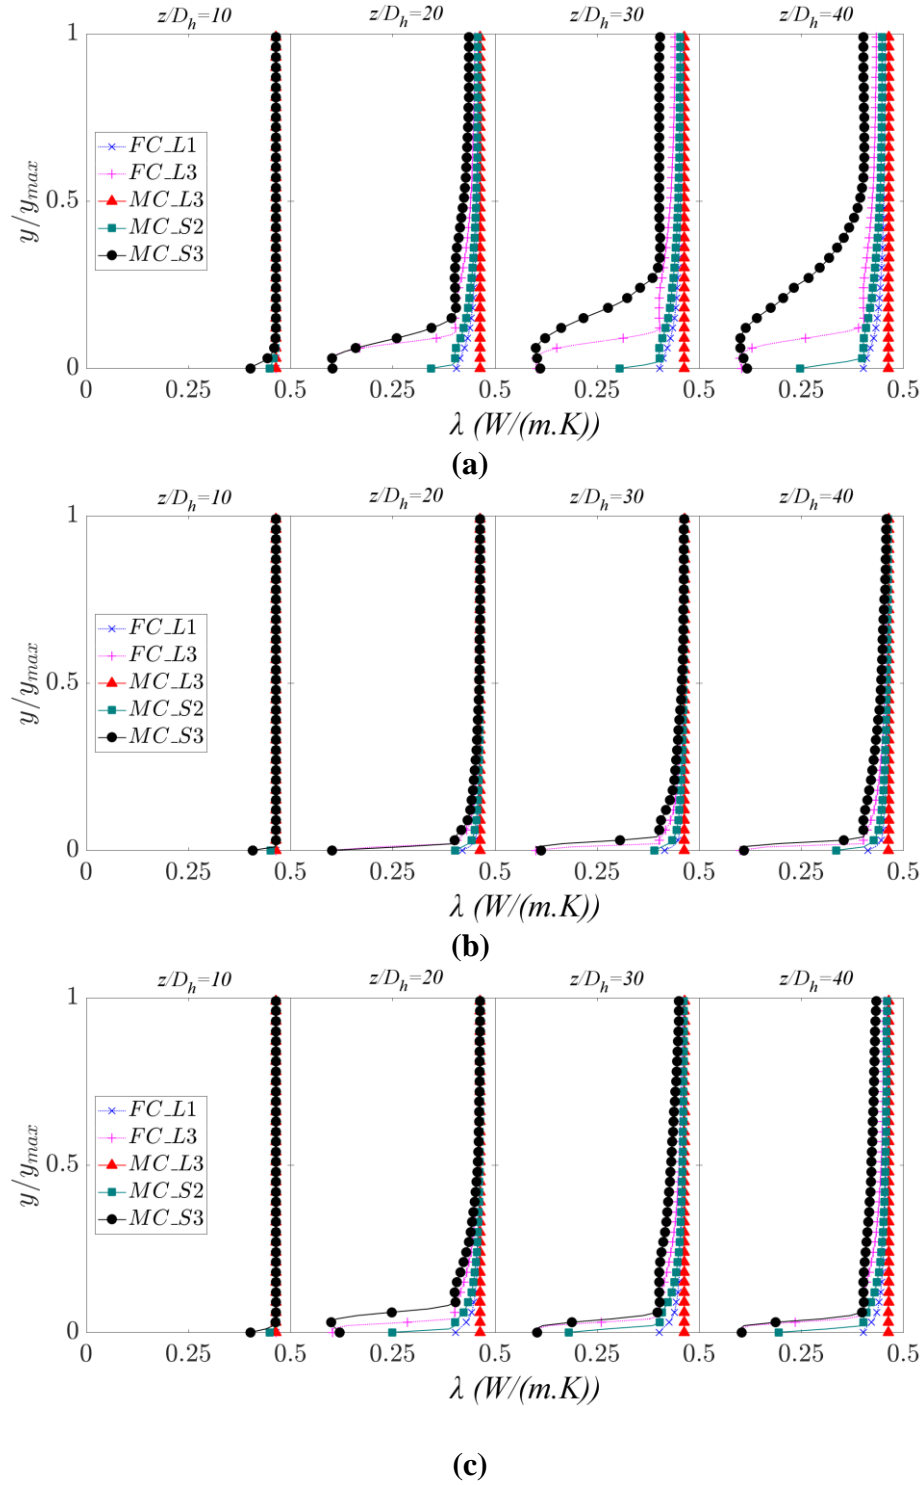 z/D_h=10 z/D_h=20 z/D_h=30 z/D_h=40
1
0.5
0
y/y_max
FC_L1
FC_L3
MC_L3
MC_S2
MC_S3
0 0.25 0.5 0.25 0.5 0.25 0.5 0.25 0.5
λ (W/(m.K))
(a)
z/D_h=10 z/D_h=20 z/D_h=30 z/D_h=40
1
0.5
0
y/y_max
FC_L1
FC_L3
MC_L3
MC_S2
MC_S3
0 0.25 0.5 0.25 0.5 0.25 0.5 0.25 0.5
λ (W/(m.K))
(b)
z/D_h=10 z/D_h=20 z/D_h=30 z/D_h=40
1
0.5
0
y/y_max
FC_L1
FC_L3
MC_L3
MC_S2
MC_S3
0 0.25 0.5 0.25 0.5 0.25 0.5 0.25 0.5
λ (W/(m.K))
(c)